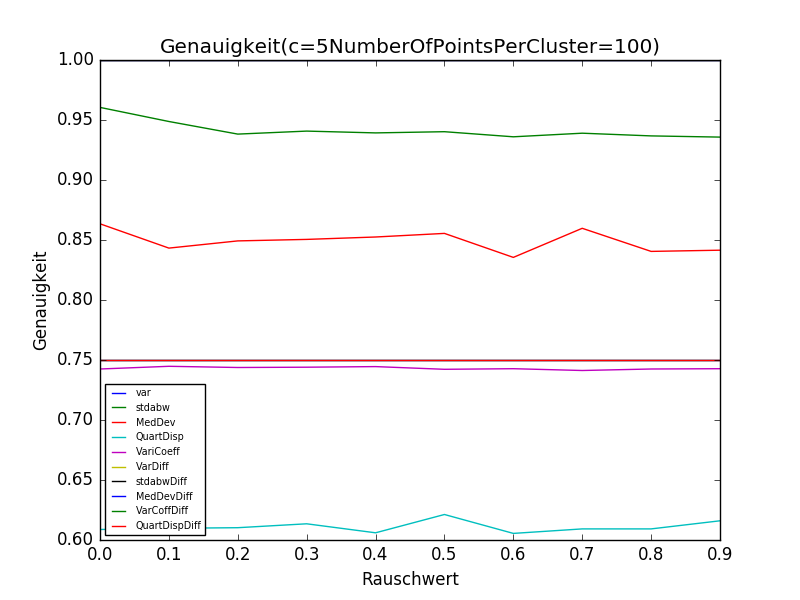 Genauigkeit(c=5NumberOfPointsPerCluster=100)
1.00
0.95
0.90
0.85
0.80
0.75
0.70
0.65
0.60
Genauigkeit
var
stdabw
MedDev
QuartDisp
VariCoeff
VarDiff
stdabwDiff
MedDevDiff
VarCoffDiff
QuartDispDiff
0.0 0.1 0.2 0.3 0.4 0.5 0.6 0.7 0.8 0.9
Rauschwert